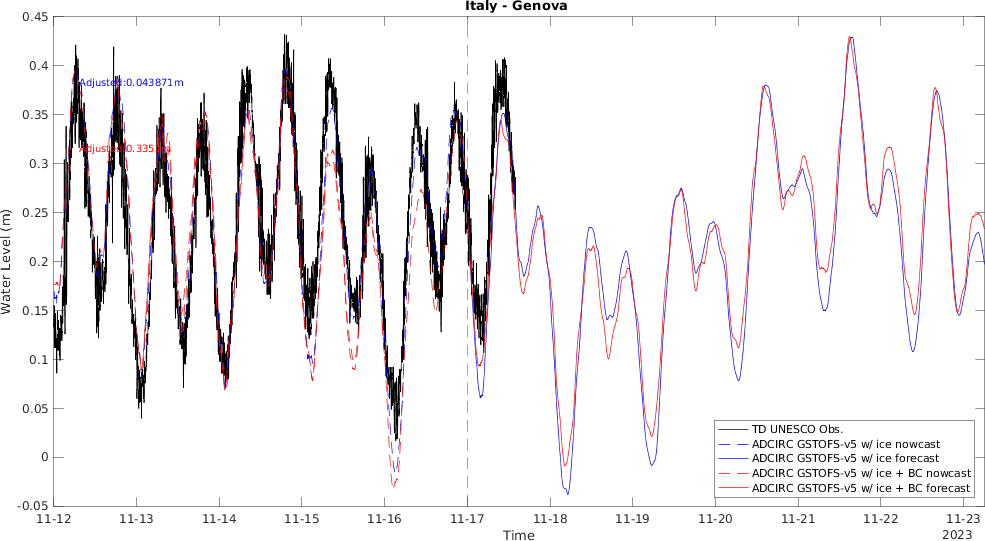 Italy - Genova
0.45
0.4
0.35
0.3
0.25
0.2
0.15
0.1
0.05
0
-0.05
Water Level (m)
Adjusted:0.043871m
TD UNESCO Obs.
ADCIRC GSTOFS-v5 w/ ice nowcast
ADCIRC GSTOFS-v5 w/ ice forecast
ADCIRC GSTOFS-v5 w/ ice + BC nowcast
ADCIRC GSTOFS-v5 w/ ice + BC forecast
11-12 11-13 11-14 11-15 11-16 11-17 11-18 11-19 11-20 11-21 11-22 11-23
Time
2023